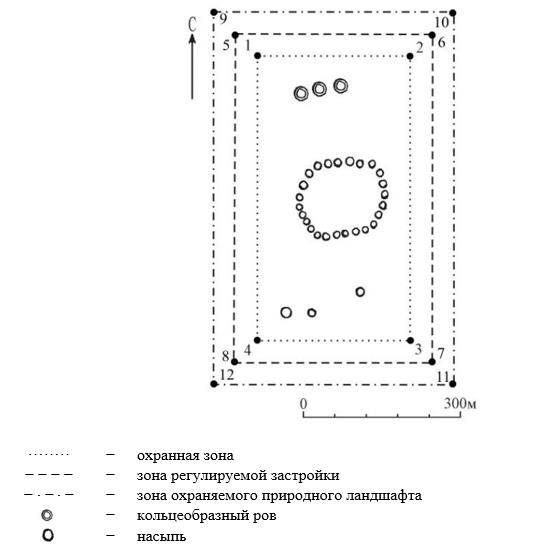 9 10
С
5 1 2 6
4 3
8 7
12 11
0 300м
– охранная зона
– зона регулируемой застройки
– зона охраняемого природного ландшафта
– кольцеобразный ров
– насыпь